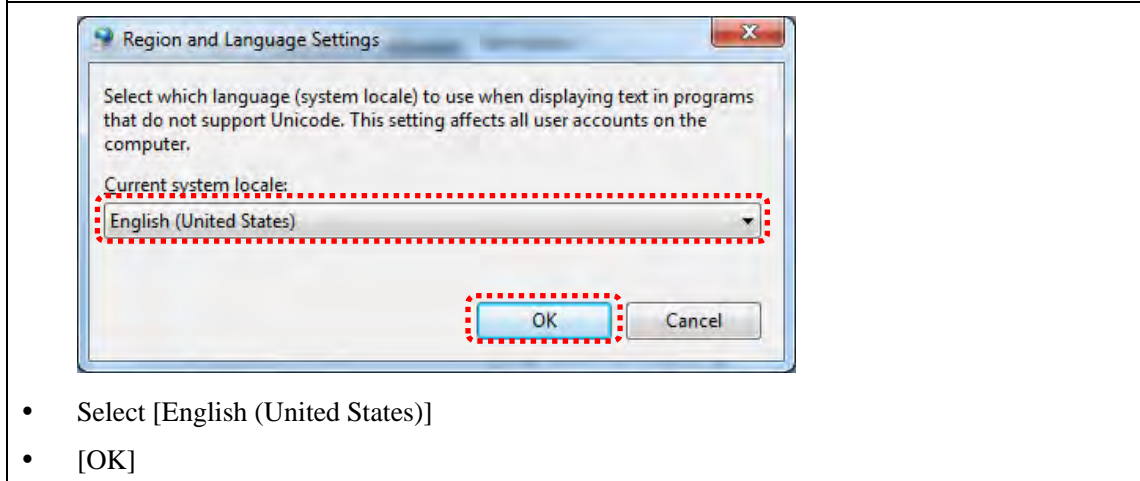 Region and Language Settings
Select which language (system locale) to use when displaying text in programs
that do not support Unicode. This setting affects all user accounts on the
computer.
Current system locale:
English (United States)
OK Cancel
• Select [English (United States)]
• [OK]